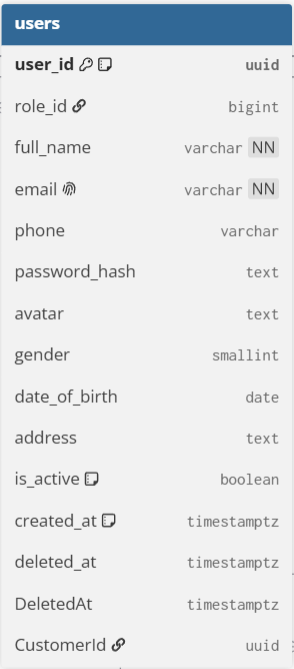 users
user_id uuid
role_id bigint
full_name varchar NN
email varchar NN
phone varchar
password_hash text
avatar text
gender smallint
date_of_birth date
address text
is_active boolean
created_at timestamptz
deleted_at timestamptz
DeletedAt timestamptz
CustomerId uuid